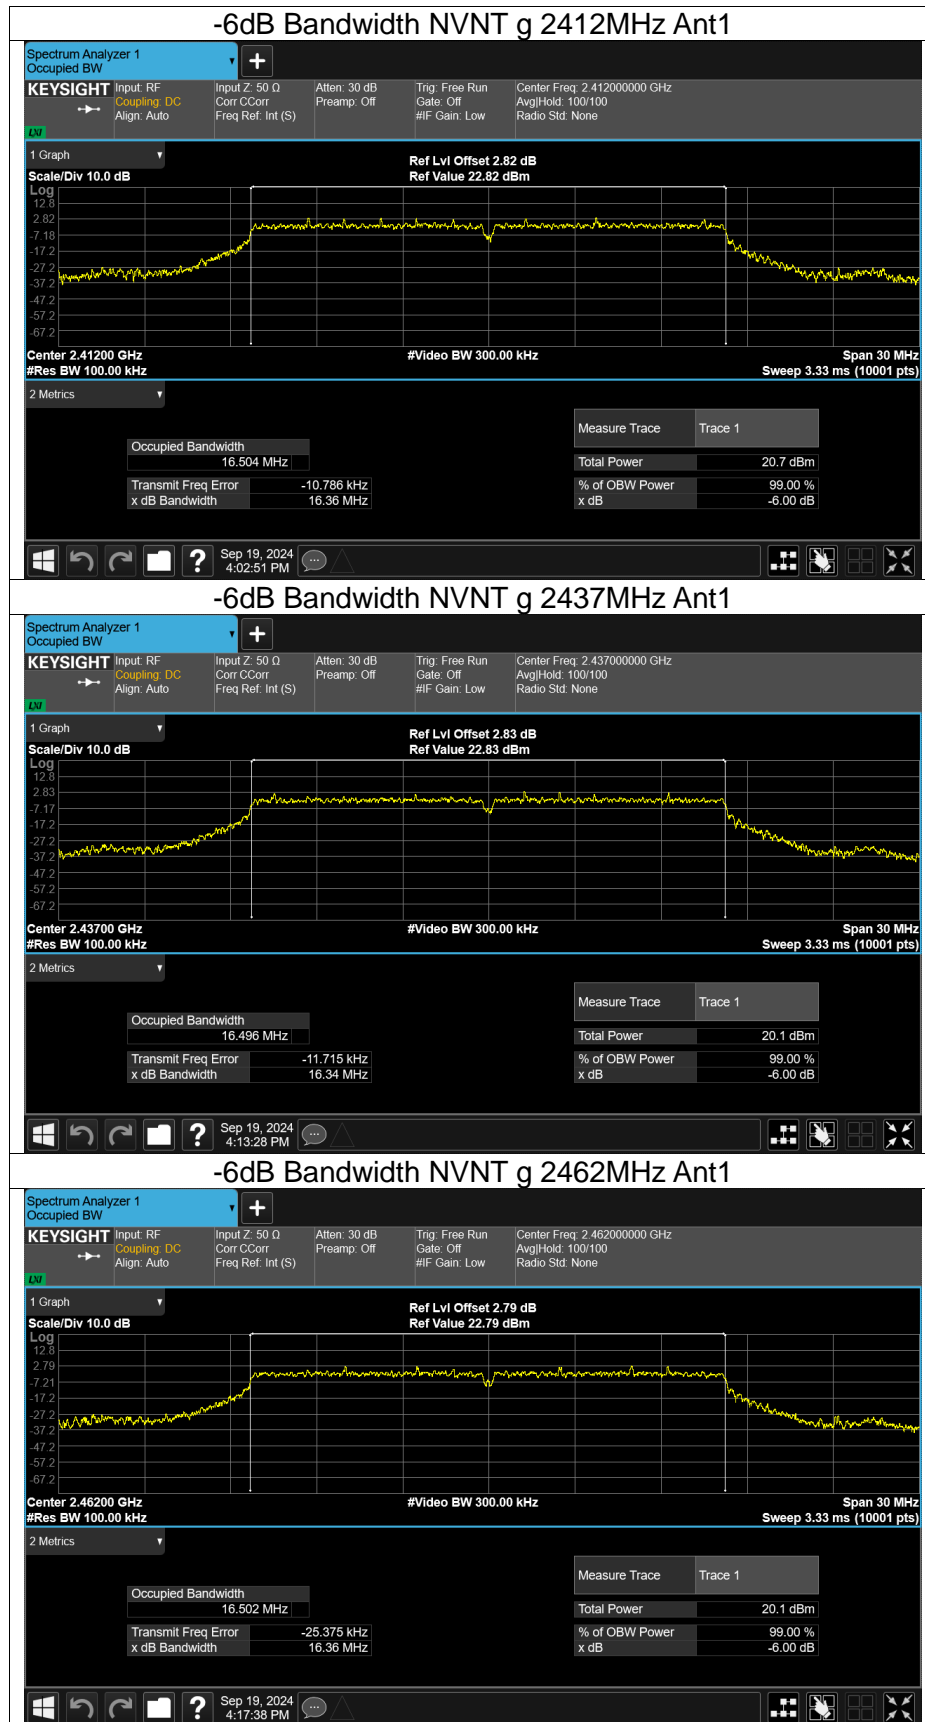 -6dB Bandwidth NVNT g 2412MHz Ant1
Spectrum Analyzer 1
Occupied BW
KEYSIGHT
Input: RF
Coupling: DC
Align: Auto
Input Z: 50 Ω
Corr CCorr
Freq Ref: Int (S)
Atten: 30 dB
Preamp: Off
Trig: Free Run
Gate: Off
#IF Gain: Low
Center Freq: 2.412000000 GHz
Avg|Hold: 100/100
Radio Std: None
LXI
1 Graph
Scale/Div 10.0 dB
Ref Lvl Offset 2.82 dB
Ref Value 22.82 dBm
Log
12.8
2.82
-7.18
-17.2
-27.2
-37.2
-47.2
-57.2
-67.2
Center 2.41200 GHz
#Res BW 100.00 kHz
#Video BW 300.00 kHz
Span 30 MHz
Sweep 3.33 ms (10001 pts)
2 Metrics
Measure Trace Trace 1
Occupied Bandwidth
16.504 MHz
Total Power 20.7 dBm
Transmit Freq Error -10.786 kHz
% of OBW Power 99.00 %
x dB Bandwidth 16.36 MHz
x dB -6.00 dB
?
Sep 19, 2024
4:02:51 PM
-6dB Bandwidth NVNT g 2437MHz Ant1
Spectrum Analyzer 1
Occupied BW
KEYSIGHT
Input: RF
Coupling: DC
Align: Auto
Input Z: 50 Ω
Corr CCorr
Freq Ref: Int (S)
Atten: 30 dB
Preamp: Off
Trig: Free Run
Gate: Off
#IF Gain: Low
Center Freq: 2.437000000 GHz
Avg|Hold: 100/100
Radio Std: None
LXI
1 Graph
Scale/Div 10.0 dB
Ref Lvl Offset 2.83 dB
Ref Value 22.83 dBm
Log
12.8
2.83
-7.17
-17.2
-27.2
-37.2
-47.2
-57.2
-67.2
Center 2.43700 GHz
#Res BW 100.00 kHz
#Video BW 300.00 kHz
Span 30 MHz
Sweep 3.33 ms (10001 pts)
2 Metrics
Measure Trace Trace 1
Occupied Bandwidth
16.496 MHz
Total Power 20.1 dBm
Transmit Freq Error -11.715 kHz
% of OBW Power 99.00 %
x dB Bandwidth 16.34 MHz
x dB -6.00 dB
?
Sep 19, 2024
4:13:28 PM
-6dB Bandwidth NVNT g 2462MHz Ant1
Spectrum Analyzer 1
Occupied BW
KEYSIGHT
Input: RF
Coupling: DC
Align: Auto
Input Z: 50 Ω
Corr CCorr
Freq Ref: Int (S)
Atten: 30 dB
Preamp: Off
Trig: Free Run
Gate: Off
#IF Gain: Low
Center Freq: 2.462000000 GHz
Avg|Hold: 100/100
Radio Std: None
LXI
1 Graph
Scale/Div 10.0 dB
Ref Lvl Offset 2.79 dB
Ref Value 22.79 dBm
Log
12.8
2.79
-7.21
-17.2
-27.2
-37.2
-47.2
-57.2
-67.2
Center 2.46200 GHz
#Res BW 100.00 kHz
#Video BW 300.00 kHz
Span 30 MHz
Sweep 3.33 ms (10001 pts)
2 Metrics
Measure Trace Trace 1
Occupied Bandwidth
16.502 MHz
Total Power 20.1 dBm
Transmit Freq Error -25.375 kHz
% of OBW Power 99.00 %
x dB Bandwidth 16.36 MHz
x dB -6.00 dB
?
Sep 19, 2024
4:17:38 PM